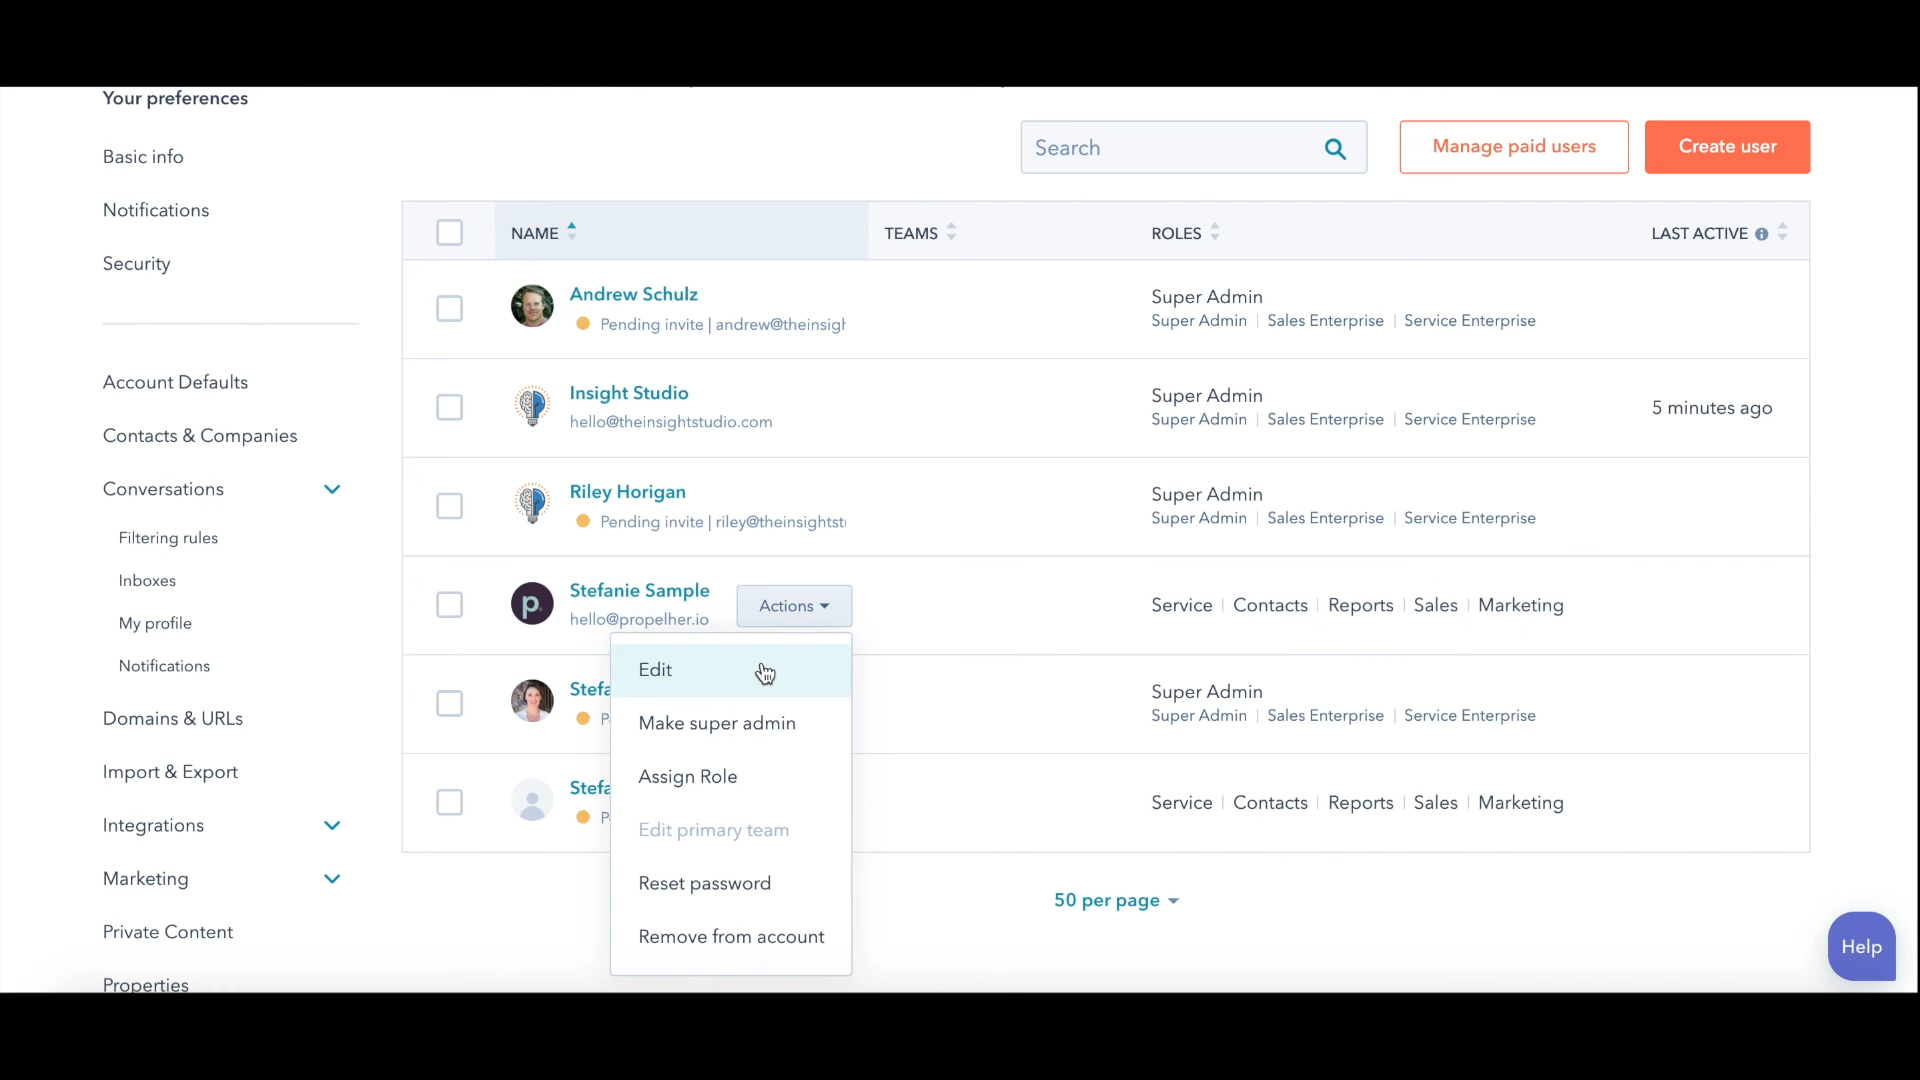 Your preferences
Basic info
Notifications
Security
Account Defaults
Contacts & Companies
Conversations
Filtering rules
Inboxes
My profile
Notifications
Domains & URLs
Import & Export
Integrations
Marketing
Private Content
Properties
Search
Manage paid users
Create user
NAME TEAMS ROLES LAST ACTIVE
Andrew Schulz
Pending invite | andrew@theinsigh
Super Admin
Super Admin | Sales Enterprise | Service Enterprise
Insight Studio
hello@theinsightstudio.com
Super Admin
Super Admin | Sales Enterprise | Service Enterprise
5 minutes ago
Riley Horigan
Pending invite | riley@theinsightst
Super Admin
Super Admin | Sales Enterprise | Service Enterprise
p.
Stefanie Sample
hello@propelher.io
Actions
Service | Contacts | Reports | Sales | Marketing
Edit
Make super admin
Assign Role
Edit primary team
Reset password
Remove from account
Super Admin
Super Admin | Sales Enterprise | Service Enterprise
Service | Contacts | Reports | Sales | Marketing
50 per page
Help